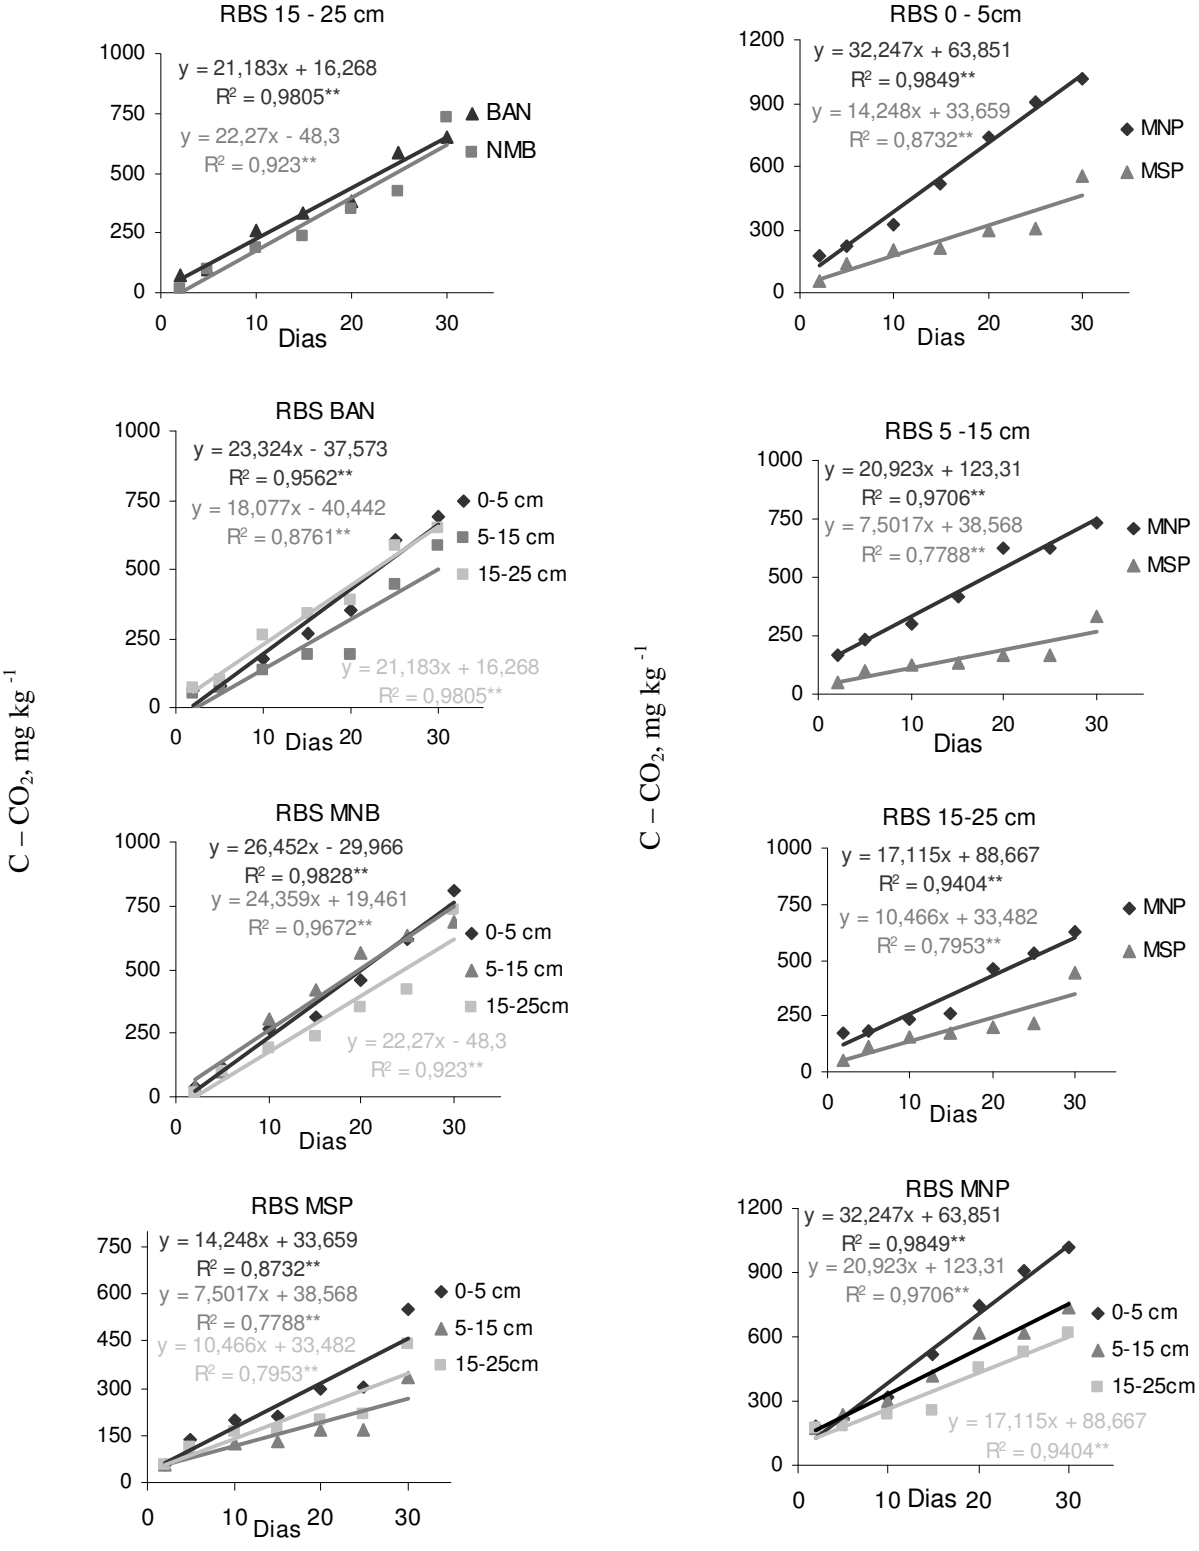 RBS 15 - 25 cm
1000
750
500
250
0
y = 21,183x + 16,268
R² = 0,9805**
y = 22,27x - 48,3
R² = 0,923**
BAN
NMB
0 10 20 30
Dias
RBS BAN
1000
750
500
250
0
y = 23,324x - 37,573
R² = 0,9562**
y = 18,077x - 40,442
R² = 0,8761**
0-5 cm
5-15 cm
15-25 cm
y = 21,183x + 16,268
R² = 0,9805**
0 10 20 30
Dias
C – CO₂, mg kg⁻¹
RBS MNB
1000
750
500
250
0
y = 26,452x - 29,966
R² = 0,9828**
y = 24,359x + 19,461
R² = 0,9672**
0-5 cm
5-15 cm
15-25cm
y = 22,27x - 48,3
R² = 0,923**
0 10 20 30
Dias
RBS MSP
750
600
450
300
150
0
y = 14,248x + 33,659
R² = 0,8732**
y = 7,5017x + 38,568
R² = 0,7788**
y = 10,466x + 33,482
R² = 0,7953**
0-5 cm
5-15 cm
15-25cm
0 10 20 30
Dias
RBS 0 - 5cm
1200
900
600
300
0
y = 32,247x + 63,851
R² = 0,9849**
y = 14,248x + 33,659
R² = 0,8732**
MNP
MSP
0 10 20 30
Dias
RBS 5 -15 cm
1000
750
500
250
0
y = 20,923x + 123,31
R² = 0,9706**
y = 7,5017x + 38,568
R² = 0,7788**
MNP
MSP
0 10 20 30
Dias
C – CO₂, mg kg⁻¹
RBS 15-25 cm
1000
750
500
250
0
y = 17,115x + 88,667
R² = 0,9404**
y = 10,466x + 33,482
R² = 0,7953**
MNP
MSP
0 10 20 30
Dias
RBS MNP
1200
900
600
300
0
y = 32,247x + 63,851
R² = 0,9849**
y = 20,923x + 123,31
R² = 0,9706**
0-5 cm
5-15 cm
15-25cm
y = 17,115x + 88,667
R² = 0,9404**
0 10 Dias 20 30